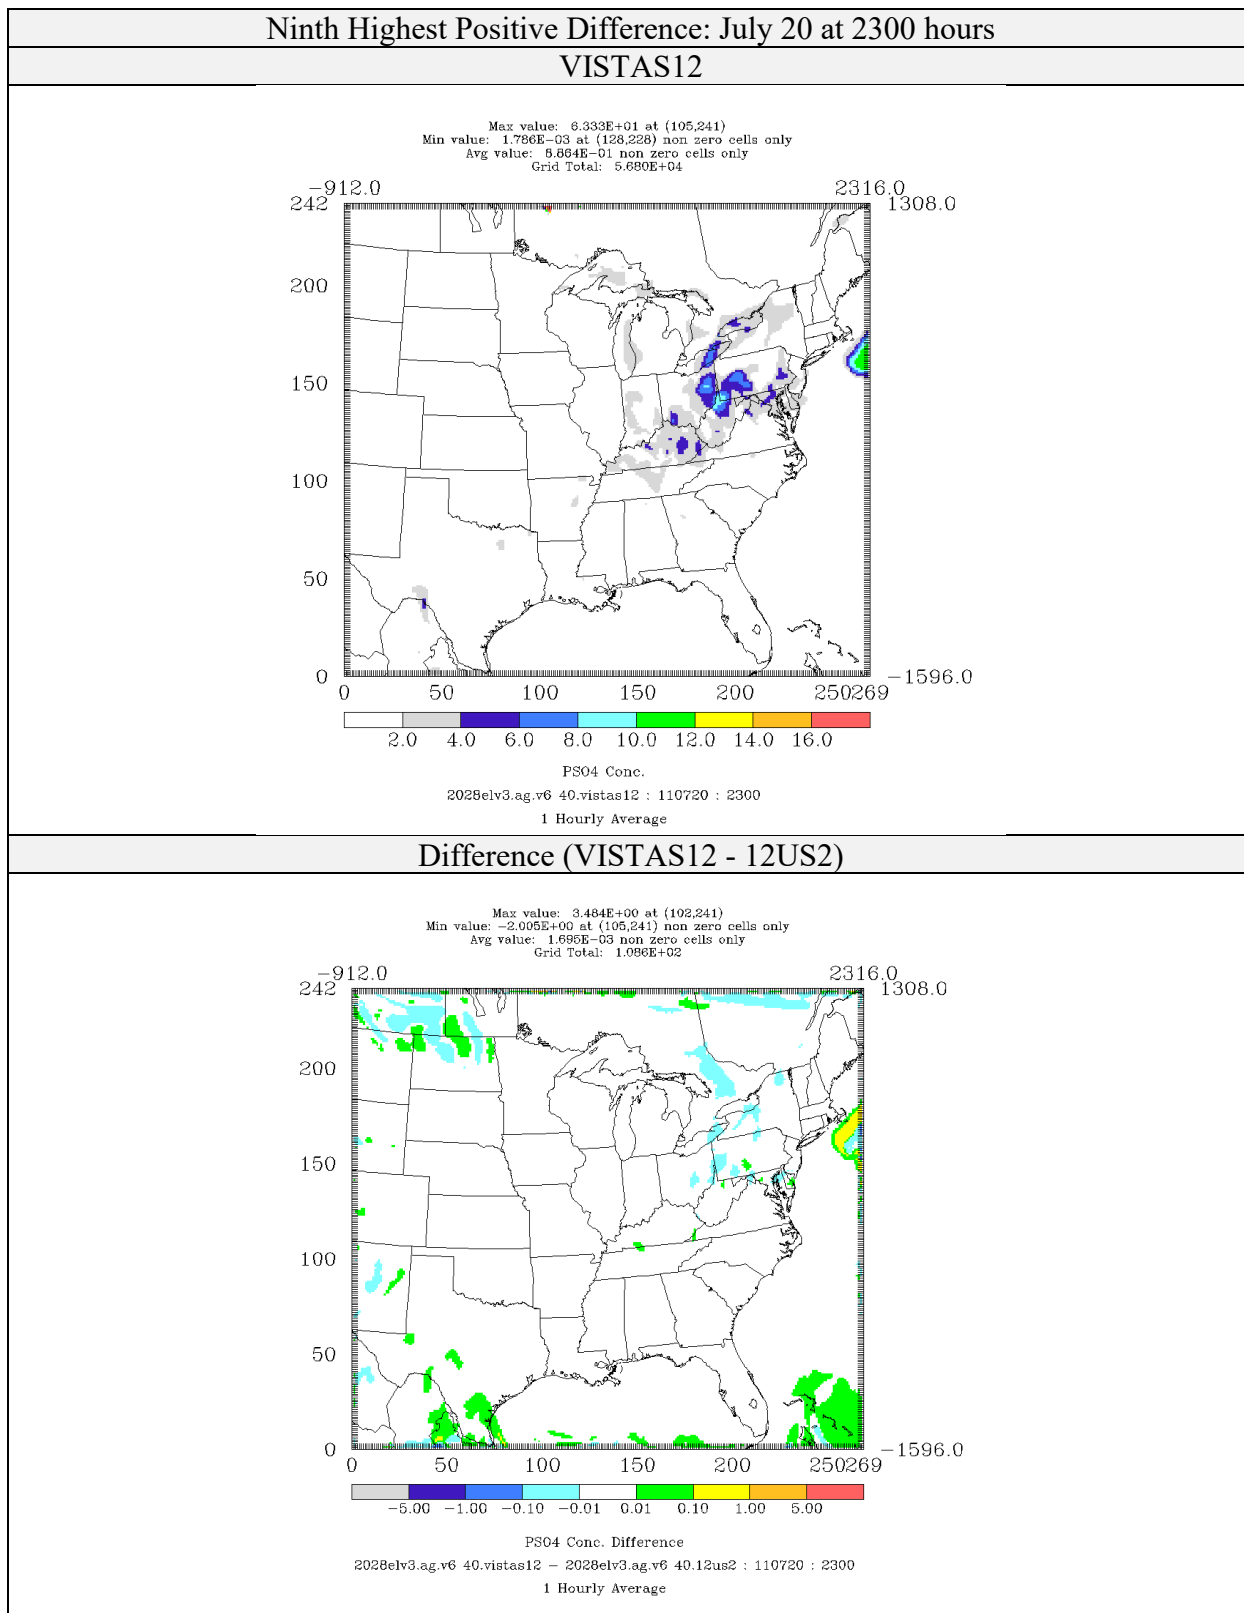 Ninth Highest Positive Difference: July 20 at 2300 hours
VISTAS12
Max value: 6.333E+01 at (105,241)
Min value: 1.786E-03 at (128,228) non zero cells only
Avg value: 8.864E-01 non zero cells only
Grid Total: 5.680E+04
-912.0 2316.0
242 1308.0
200
150
100
50
0 -1596.0
0 50 100 150 200 250269
2.0 4.0 6.0 8.0 10.0 12.0 14.0 16.0
PSO4 Conc.
2028elv3.ag.v6 40.vistas12 : 110720 : 2300
1 Hourly Average
Difference (VISTAS12 - 12US2)
Max value: 3.484E+00 at (102,241)
Min value: -2.005E+00 at (105,241) non zero cells only
Avg value: 1.695E-03 non zero cells only
Grid Total: 1.086E+02
-912.0 2316.0
242 1308.0
200
150
100
50
0 -1596.0
0 50 100 150 200 250269
-5.00 -1.00 -0.10 -0.01 0.01 0.10 1.00 5.00
PSO4 Conc. Difference
2028elv3.ag.v6 40.vistas12 - 2028elv3.ag.v6 40.12us2 : 110720 : 2300
1 Hourly Average